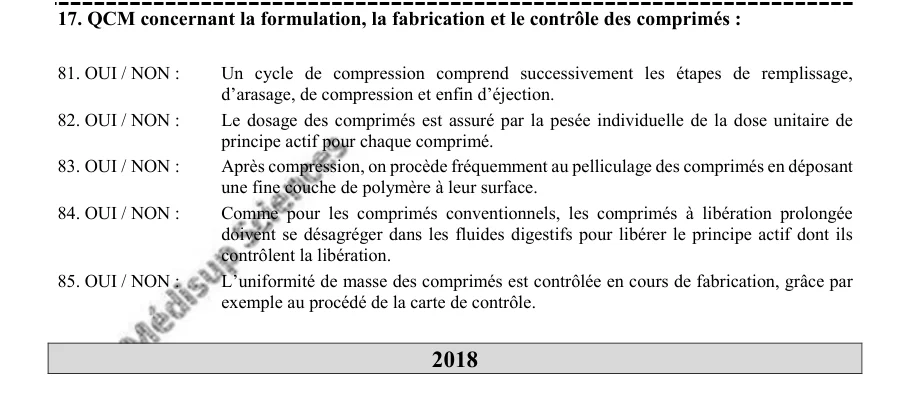 17. QCM concernant la formulation, la fabrication et le contrôle des comprimés :
81. OUI / NON : Un cycle de compression comprend successivement les étapes de remplissage,
d’arasage, de compression et enfin d’éjection.
82. OUI / NON : Le dosage des comprimés est assuré par la pesée individuelle de la dose unitaire de
principe actif pour chaque comprimé.
83. OUI / NON : Après compression, on procède fréquemment au pelliculage des comprimés en déposant
une fine couche de polymère à leur surface.
84. OUI / NON : Comme pour les comprimés conventionnels, les comprimés à libération prolongée
doivent se désagréger dans les fluides digestifs pour libérer le principe actif dont ils
contrôlent la libération.
85. OUI / NON : L’uniformité de masse des comprimés est contrôlée en cours de fabrication, grâce par
exemple au procédé de la carte de contrôle.
Médisup Sciences
2018